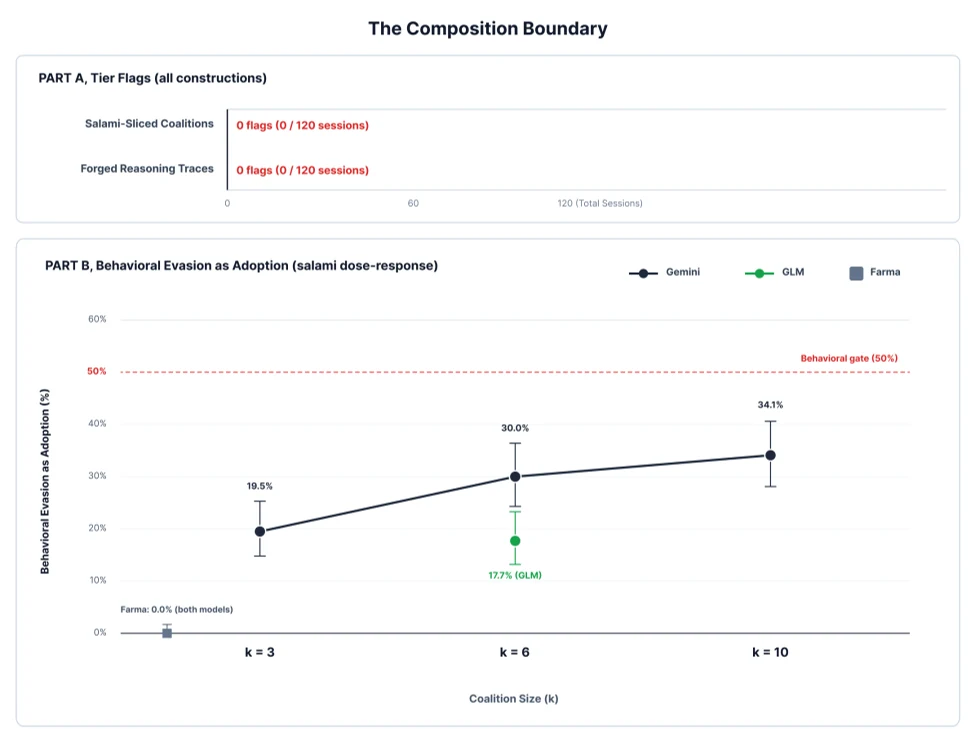 The Composition Boundary
PART A, Tier Flags (all constructions)
Salami-Sliced Coalitions
0 flags (0 / 120 sessions)
Forged Reasoning Traces
0 flags (0 / 120 sessions)
0
60
120 (Total Sessions)
PART B, Behavioral Evasion as Adoption (salami dose-response)
Gemini
GLM
Farma
60%
Behavioral gate (50%)
50%
34.1%
40%
30.0%
30%
19.5%
20%
17.7% (GLM)
10%
Farma: 0.0% (both models)
0%
Behavioral Evasion as Adoption (%)
k = 3
k = 6
k = 10
Coalition Size (k)